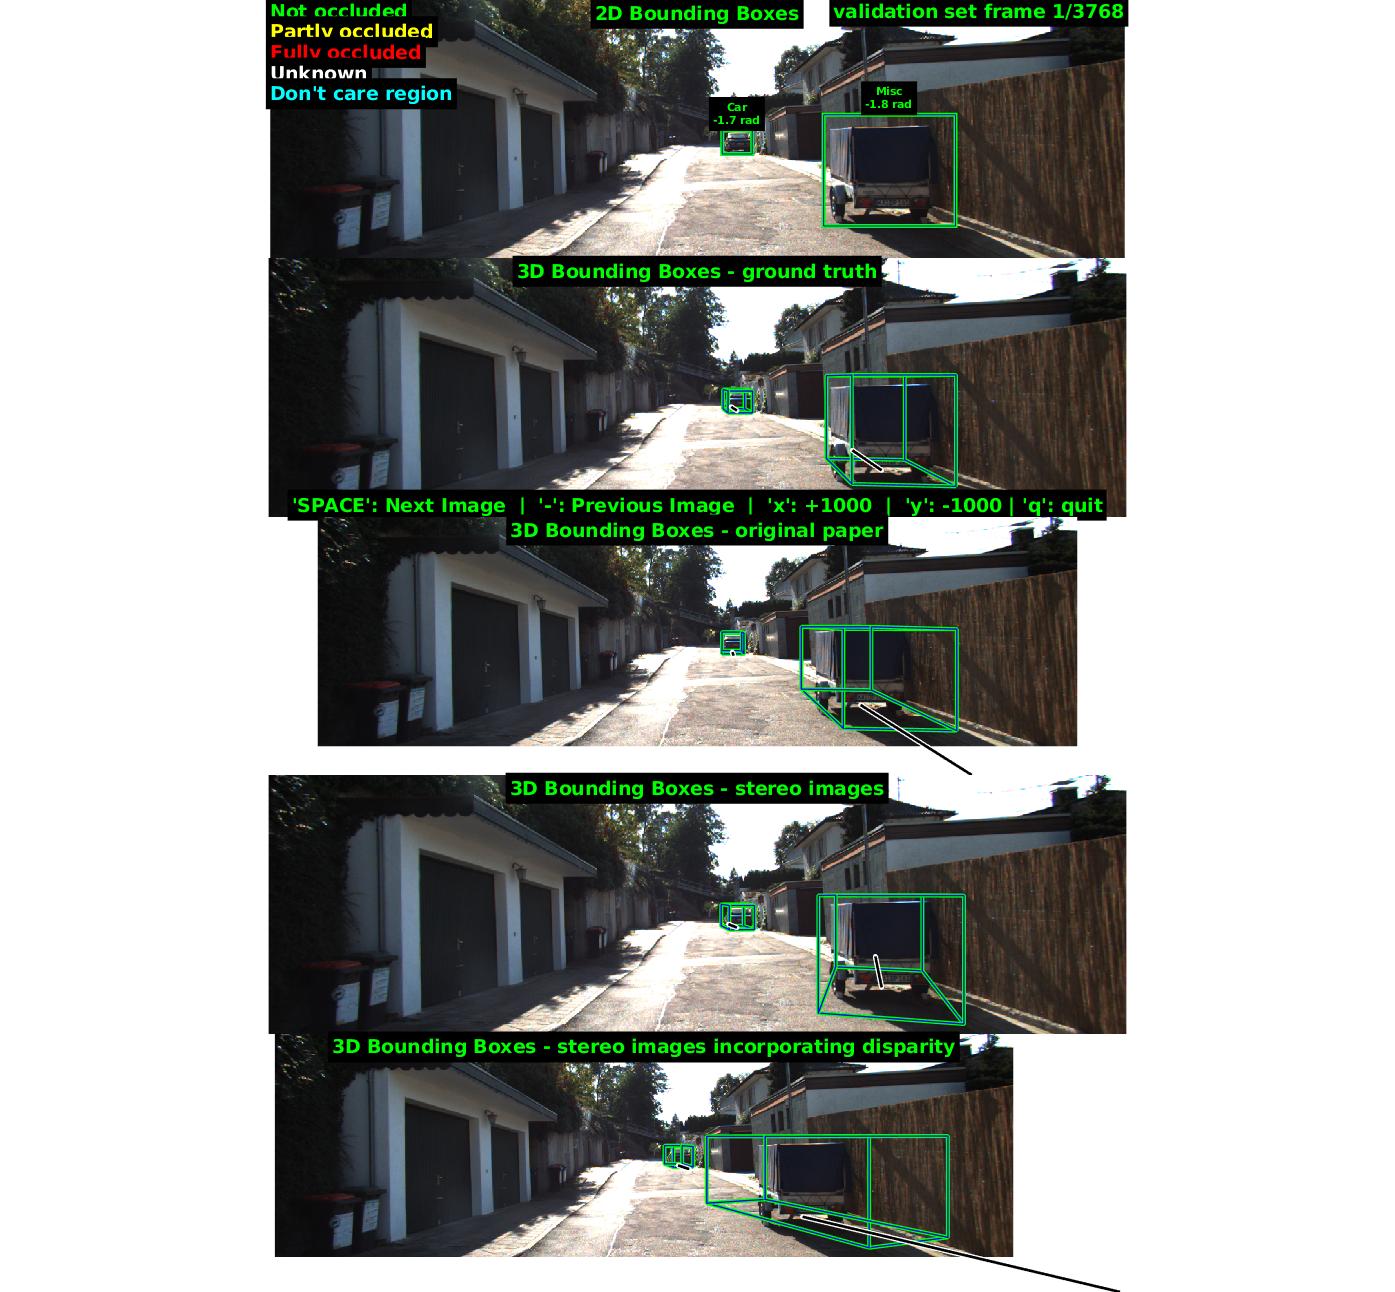 Not occluded
2D Bounding Boxes
validation set frame 1/3768
Partly occluded
Fully occluded
Unknown
Don't care region
Car
-1.7 rad
Misc
-1.8 rad
3D Bounding Boxes - ground truth
'SPACE': Next Image | '-': Previous Image | 'x': +1000 | 'y': -1000 | 'q': quit
3D Bounding Boxes - original paper
3D Bounding Boxes - stereo images
3D Bounding Boxes - stereo images incorporating disparity